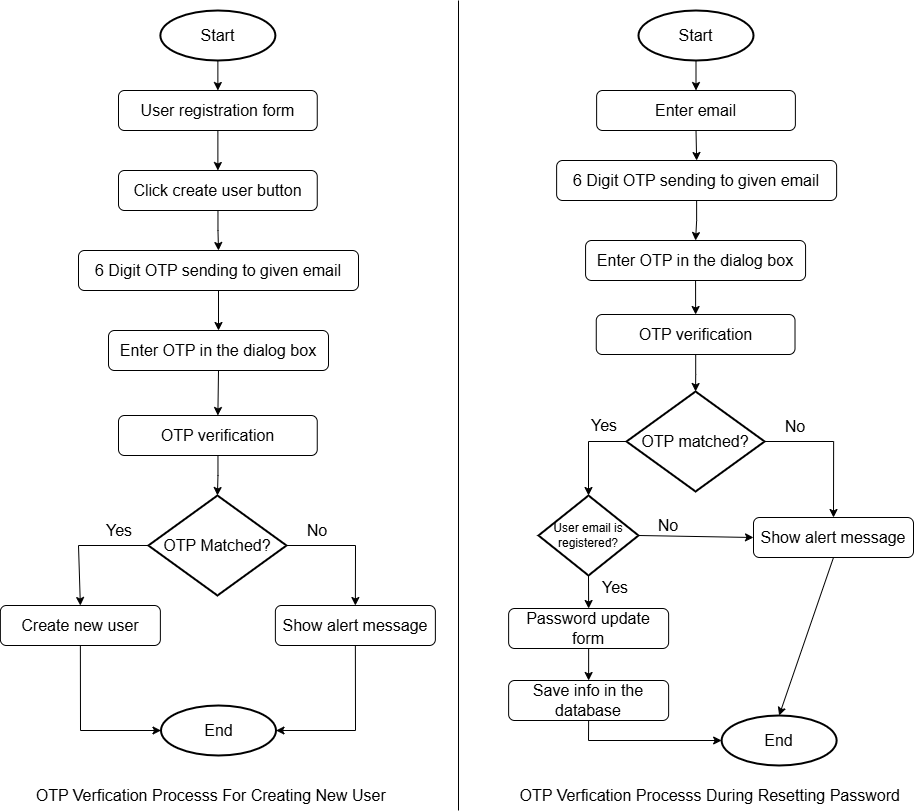 Start
User registration form
Click create user button
6 Digit OTP sending to given email
Enter OTP in the dialog box
OTP verification
OTP Matched?
Yes
No
Create new user
Show alert message
End
OTP Verfication Processs For Creating New User
Start
Enter email
6 Digit OTP sending to given email
Enter OTP in the dialog box
OTP verification
OTP matched?
Yes
No
User email is
registered?
No
Show alert message
Yes
Password update
form
Save info in the
database
End
OTP Verfication Processs During Resetting Password